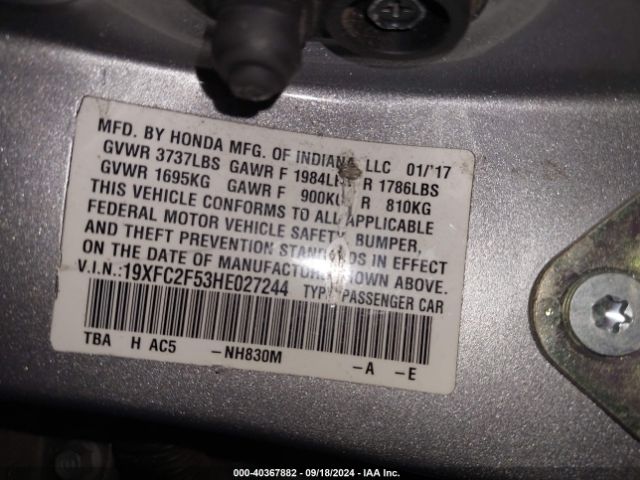 MFD. BY HONDA MFG. OF INDIANA, LLC 01/'17
GVWR 3737LBS GAWR F 1984LBS R 1786LBS
GVWR 1695KG GAWR F 900KG R 810KG
THIS VEHICLE CONFORMS TO ALL APPLICABLE
FEDERAL MOTOR VEHICLE SAFETY, BUMPER,
AND THEFT PREVENTION STANDARDS IN EFFECT
ON THE DATE OF MANUFACTURE SHOWN ABOVE.
V.I.N.:19XFC2F53HE027244 TYPE: PASSENGER CAR
TBA H AC5 -NH830M -A -E
000-40367882 / 09/18/2024 - IAA Inc.